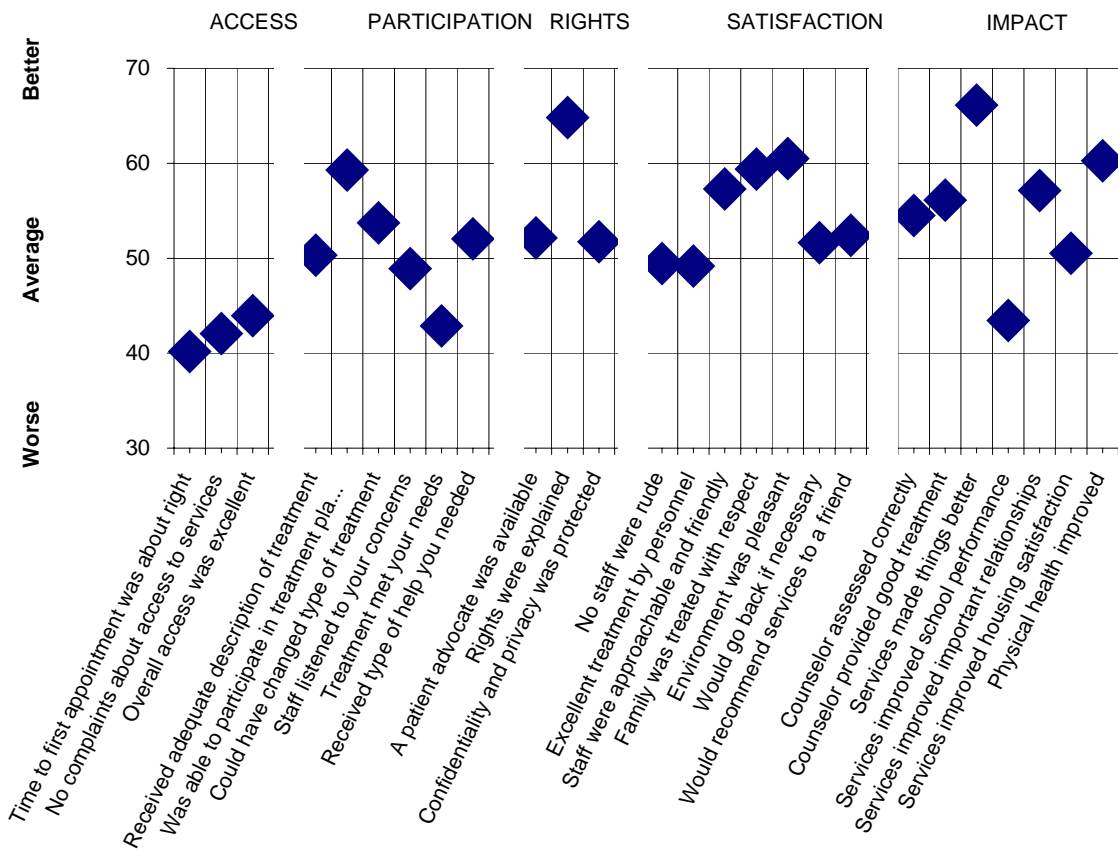 ACCESS
PARTICIPATION
RIGHTS
SATISFACTION
IMPACT
Better
Average
Worse
70
60
50
40
30
Time to first appointment was about right
No complaints about access to services
Overall access was excellent
Received adequate description of treatment
Was able to participate in treatment pla...
Could have changed type of treatment
Staff listened to your concerns
Treatment met your needs
Received type of help you needed
A patient advocate was available
Rights were explained
Confidentiality and privacy was protected
No staff were rude
Excellent treatment by personnel
Staff were approachable and friendly
Family was treated with respect
Environment was pleasant
Would go back if necessary
Would recommend services to a friend
Counselor assessed correctly
Counselor provided good treatment
Services made things better
Services improved school performance
Services improved important relationships
Services improved housing satisfaction
Physical health improved